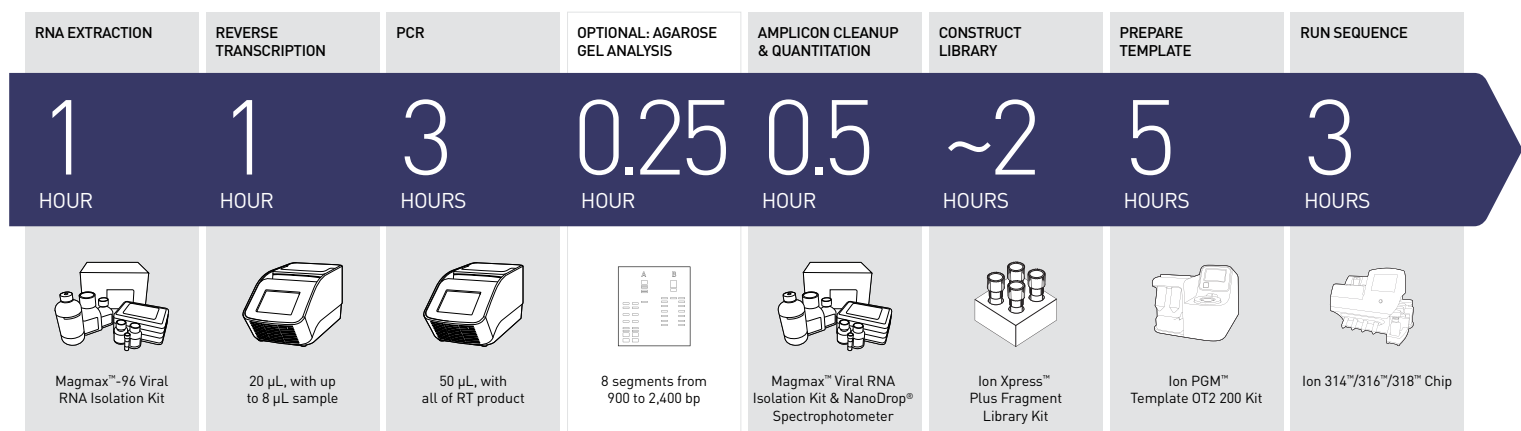 RNA EXTRACTION
REVERSE
TRANSCRIPTION
PCR
OPTIONAL: AGAROSE
GEL ANALYSIS
AMPLICON CLEANUP
& QUANTITATION
CONSTRUCT
LIBRARY
PREPARE
TEMPLATE
RUN SEQUENCE
1
HOUR
1
HOUR
3
HOURS
0.25
HOUR
0.5
HOUR
~2
HOURS
5
HOURS
3
HOURS
A B
Magmax™-96 Viral
RNA Isolation Kit
20 µL, with up
to 8 µL sample
50 µL, with
all of RT product
8 segments from
900 to 2,400 bp
Magmax™ Viral RNA
Isolation Kit & NanoDrop®
Spectrophotometer
Ion Xpress™
Plus Fragment
Library Kit
Ion PGM™
Template OT2 200 Kit
Ion 314™/316™/318™ Chip